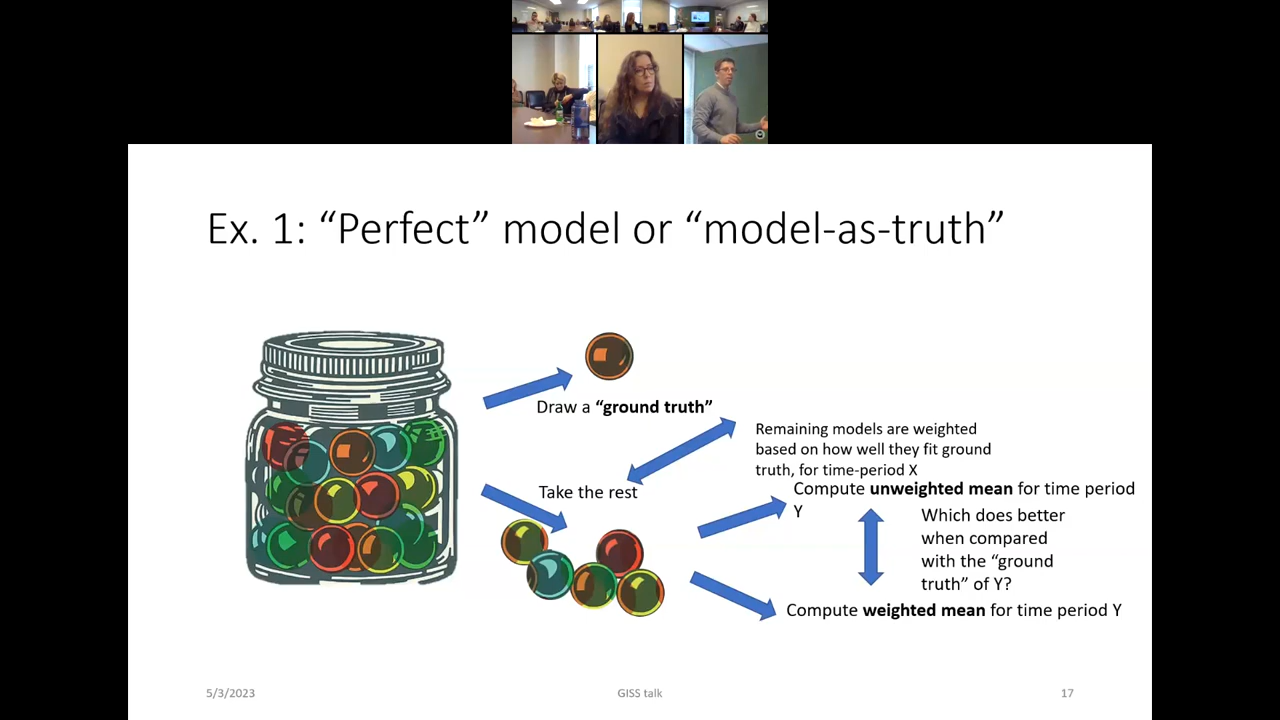 Ex. 1: “Perfect” model or “model-as-truth”
Draw a “ground truth”
Remaining models are weighted
based on how well they fit ground
truth, for time-period X
Take the rest
Compute unweighted mean for time period
Y
Which does better
when compared
with the “ground
truth” of Y?
Compute weighted mean for time period Y
5/3/2023
GISS talk
17